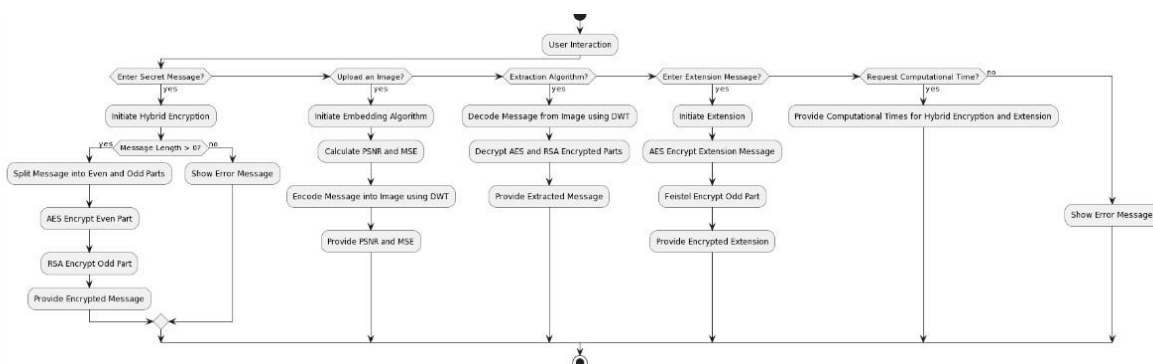 User Interaction
Enter Secret Message?
Upload an Image?
Extraction Algorithm?
Enter Extension Message?
Request Computational Time?
no
yes
yes
yes
yes
yes
Initiate Hybrid Encryption
Initiate Embedding Algorithm
Decode Message from Image using DWT
Initiate Extension
Provide Computational Times for Hybrid Encryption and Extension
yes
Message Length > 0?
no
Calculate PSNR and MSE
Decrypt AES and RSA Encrypted Parts
AES Encrypt Extension Message
Split Message into Even and Odd Parts
Show Error Message
Encode Message into Image using DWT
Provide Extracted Message
Feistel Encrypt Odd Part
Show Error Message
AES Encrypt Even Part
Provide PSNR and MSE
Provide Encrypted Extension
RSA Encrypt Odd Part
Provide Encrypted Message